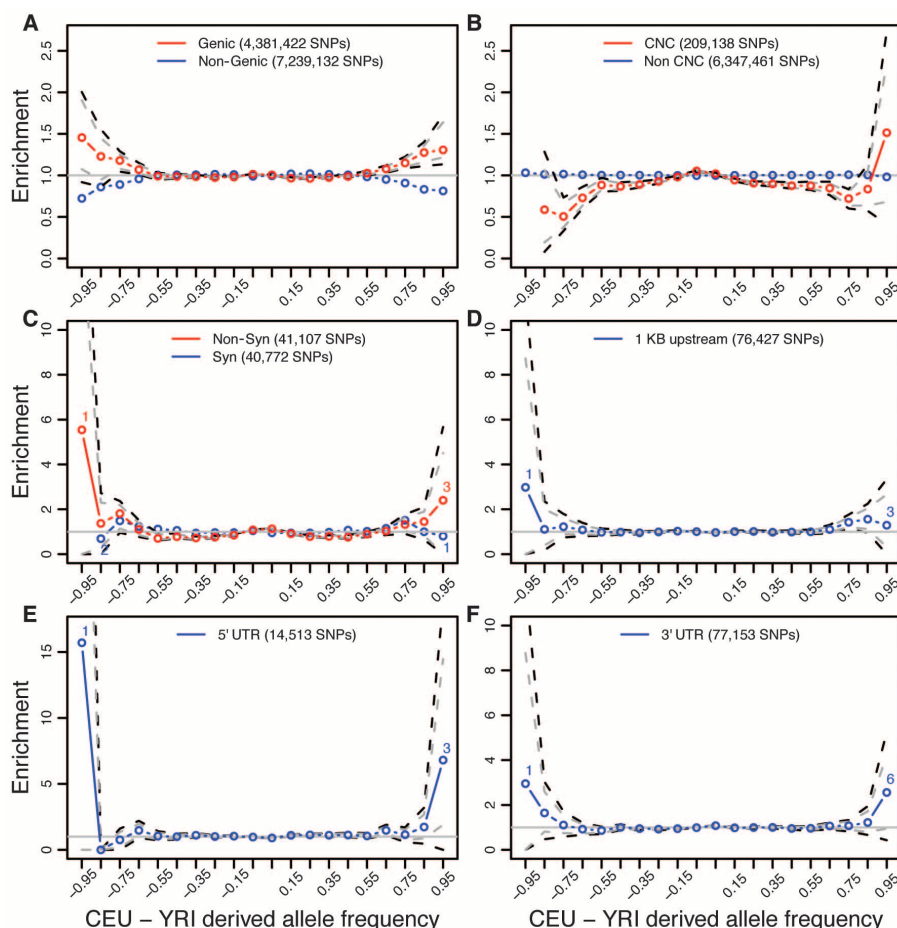 A
Genic (4,381,422 SNPs)
Non-Genic (7,239,132 SNPs)
Enrichment
0.0 0.5 1.0 1.5 2.0 2.5
−0.95 −0.75 −0.55 −0.35 −0.15 0.15 0.35 0.55 0.75 0.95
B
CNC (209,138 SNPs)
Non CNC (6,347,461 SNPs)
0.0 0.5 1.0 1.5 2.0 2.5
−0.95 −0.75 −0.55 −0.35 −0.15 0.15 0.35 0.55 0.75 0.95
C
Non-Syn (41,107 SNPs)
Syn (40,772 SNPs)
Enrichment
0 2 4 6 8 10
1
2
3
1
−0.95 −0.75 −0.55 −0.35 −0.15 0.15 0.35 0.55 0.75 0.95
D
1 KB upstream (76,427 SNPs)
0 2 4 6 8 10
1
3
−0.95 −0.75 −0.55 −0.35 −0.15 0.15 0.35 0.55 0.75 0.95
E
5' UTR (14,513 SNPs)
Enrichment
0 5 10 15
1
3
−0.95 −0.75 −0.55 −0.35 −0.15 0.15 0.35 0.55 0.75 0.95
CEU − YRI derived allele frequency
F
3' UTR (77,153 SNPs)
0 2 4 6 8 10
1
6
−0.95 −0.75 −0.55 −0.35 −0.15 0.15 0.35 0.55 0.75 0.95
CEU − YRI derived allele frequency